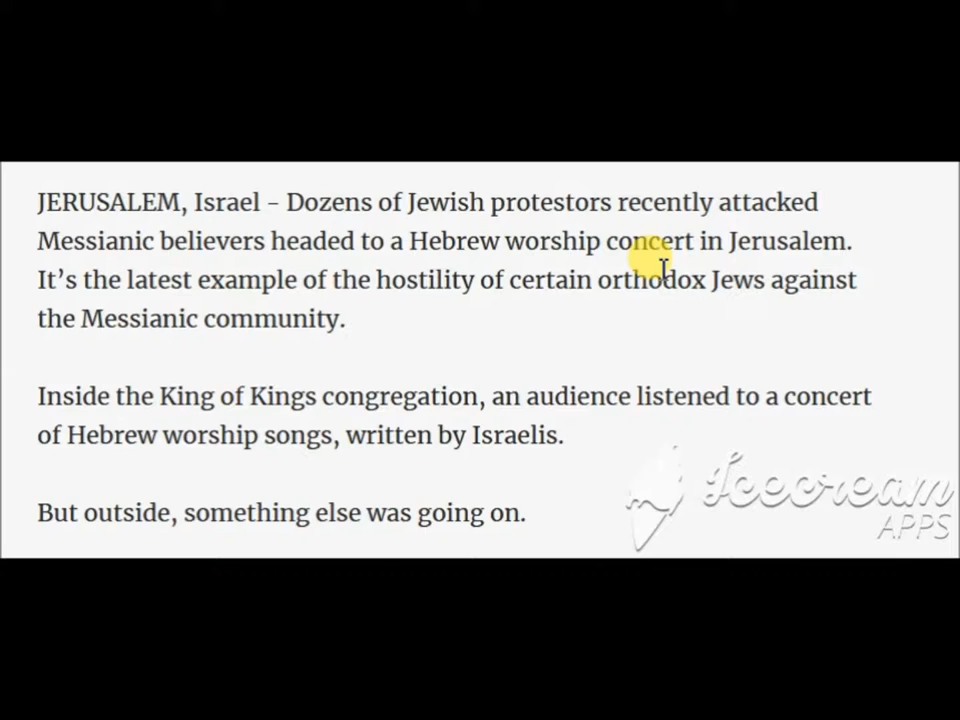 JERUSALEM, Israel - Dozens of Jewish protestors recently attacked
Messianic believers headed to a Hebrew worship concert in Jerusalem.
It's the latest example of the hostility of certain orthodox Jews against
the Messianic community.
Inside the King of Kings congregation, an audience listened to a concert
of Hebrew worship songs, written by Israelis.
But outside, something else was going on.
Icecream
APPS